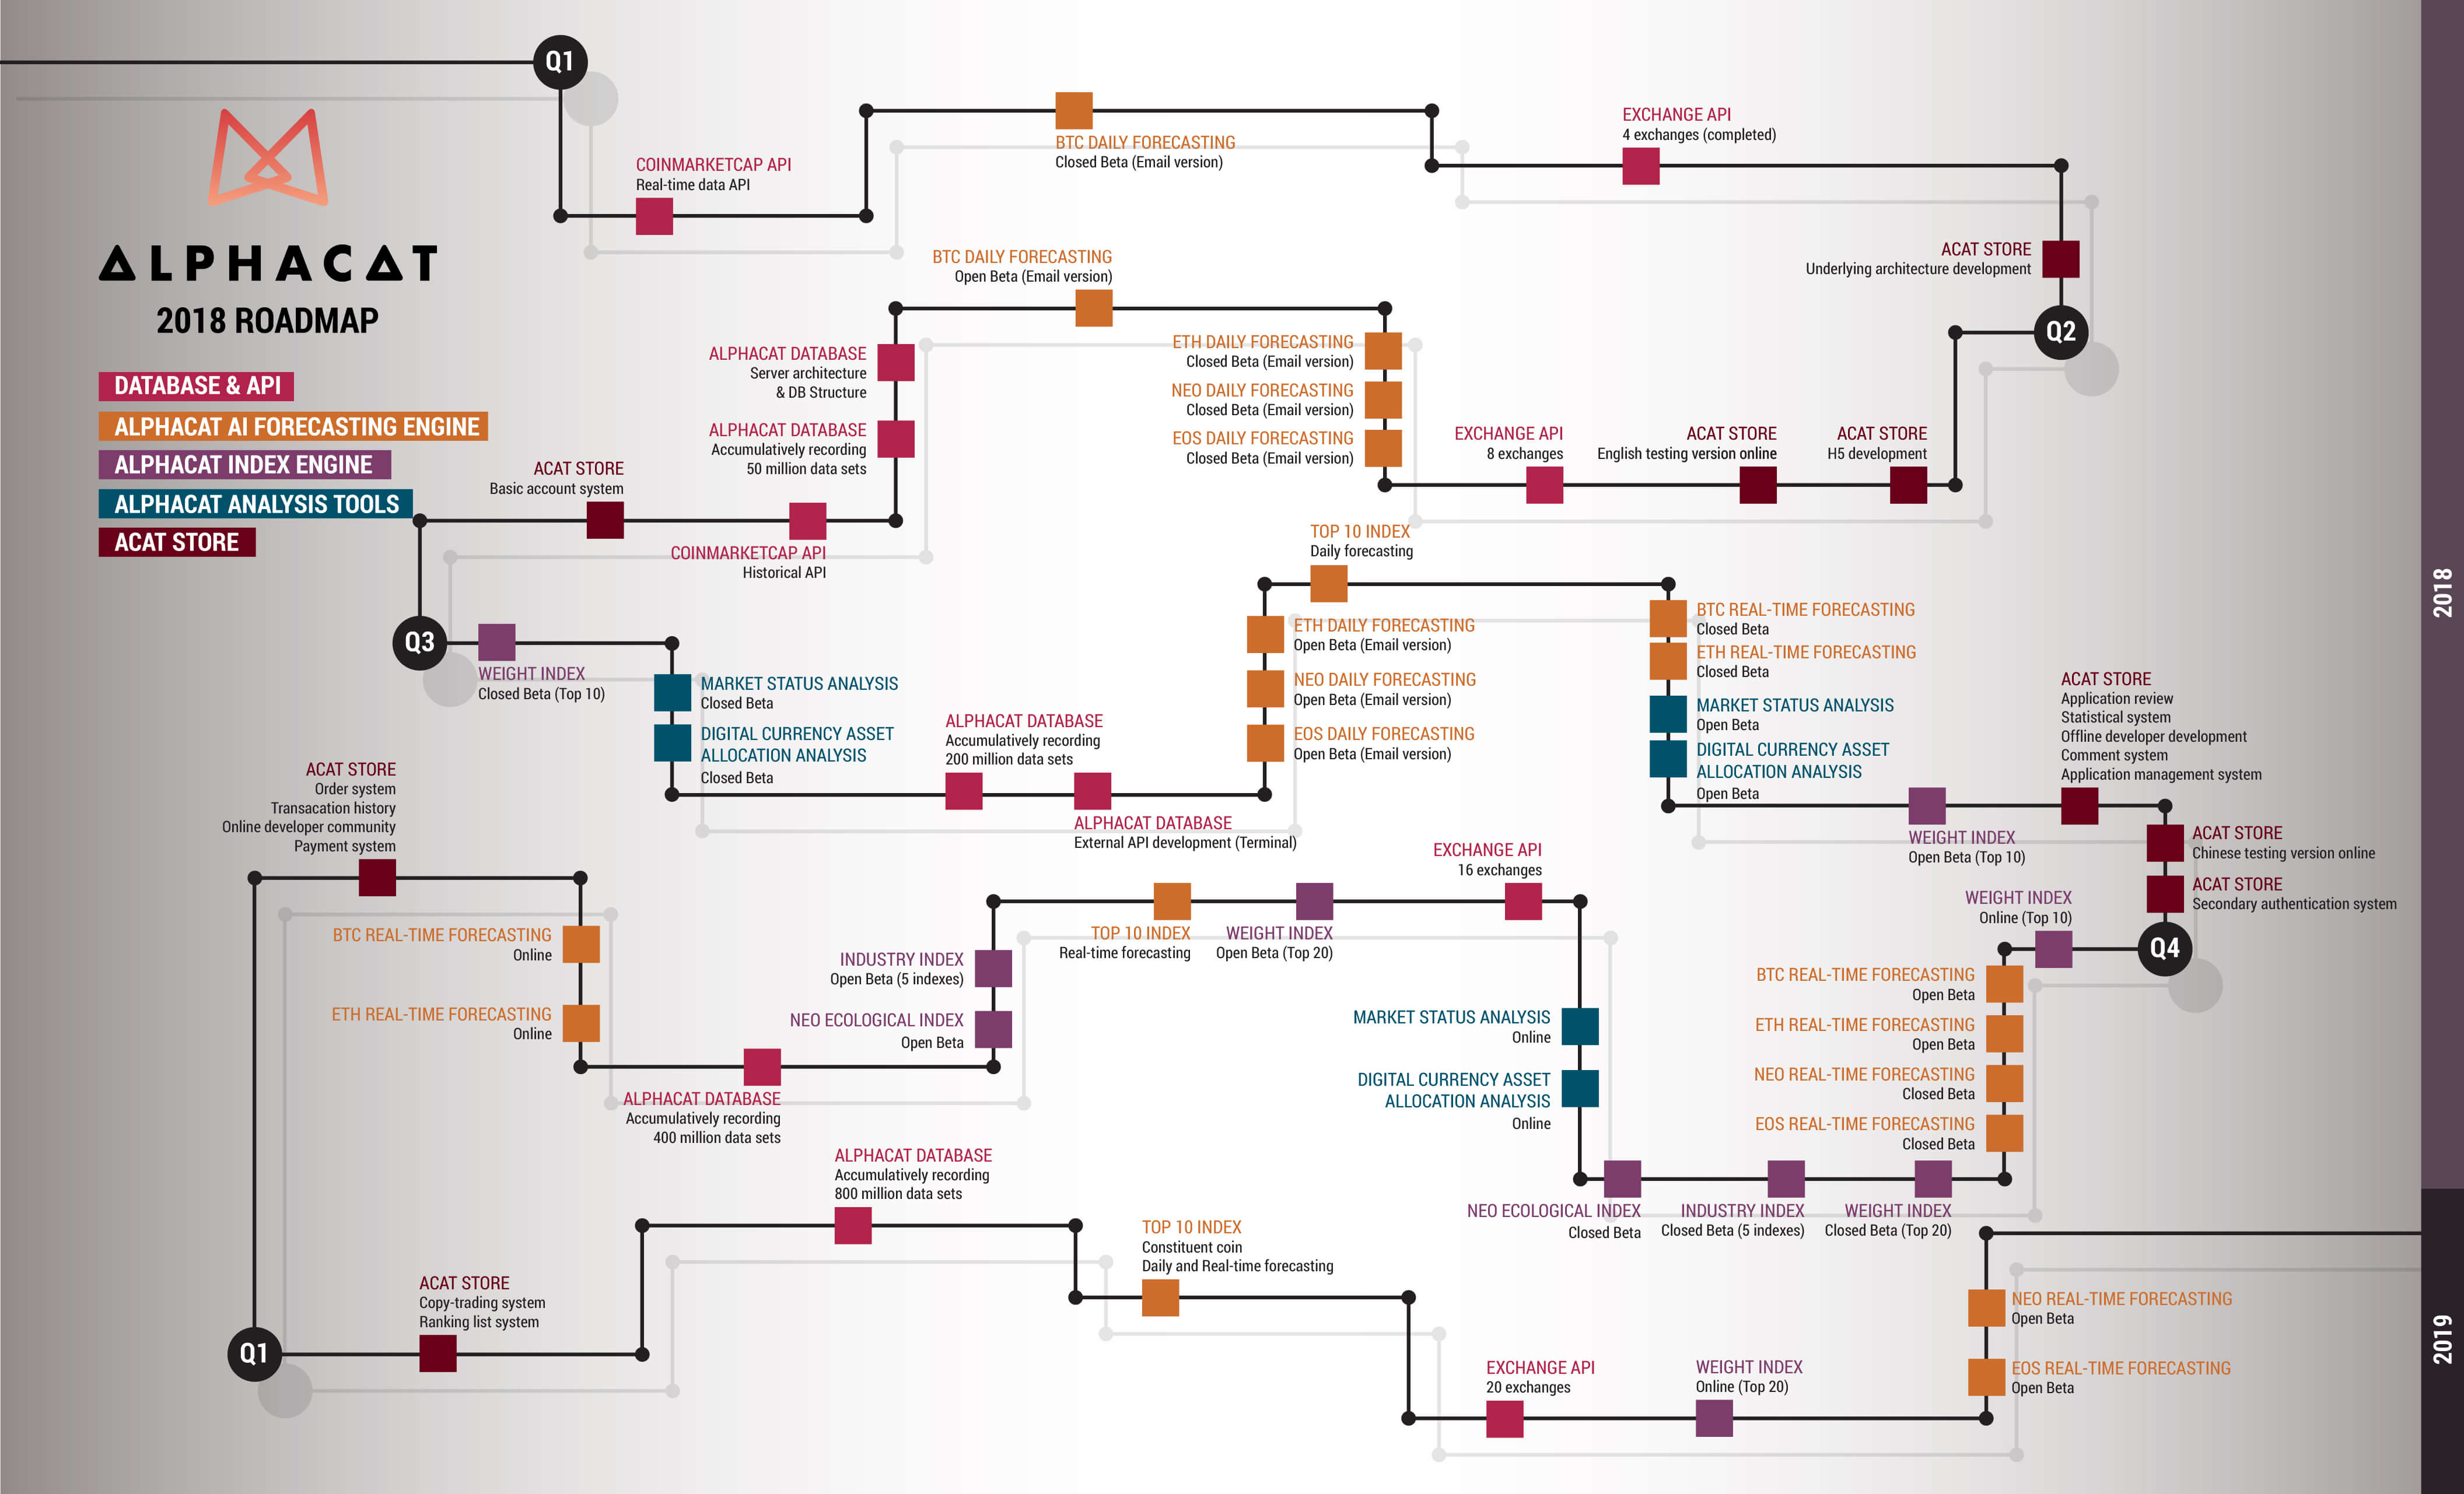 Q1
COINMARKETCAP API
Real-time data API
BTC DAILY FORECASTING
Closed Beta (Email version)
EXCHANGE API
4 exchanges (completed)
ALPHACAT
2018 ROADMAP
DATABASE & API
ALPHACAT AI FORECASTING ENGINE
ALPHACAT INDEX ENGINE
ALPHACAT ANALYSIS TOOLS
ACAT STORE
ACAT STORE
Underlying architecture development
Q2
ACAT STORE
H5 development
ACAT STORE
English testing version online
EXCHANGE API
8 exchanges
ETH DAILY FORECASTING
Closed Beta (Email version)
NEO DAILY FORECASTING
Closed Beta (Email version)
EOS DAILY FORECASTING
Closed Beta (Email version)
BTC DAILY FORECASTING
Open Beta (Email version)
ALPHACAT DATABASE
Server architecture
& DB Structure
ALPHACAT DATABASE
Accumulatively recording
50 million data sets
COINMARKETCAP API
Historical API
ACAT STORE
Basic account system
Q3
WEIGHT INDEX
Closed Beta (Top 10)
MARKET STATUS ANALYSIS
Closed Beta
DIGITAL CURRENCY ASSET
ALLOCATION ANALYSIS
Closed Beta
ALPHACAT DATABASE
Accumulatively recording
200 million data sets
ALPHACAT DATABASE
External API development (Terminal)
ETH DAILY FORECASTING
Open Beta (Email version)
NEO DAILY FORECASTING
Open Beta (Email version)
EOS DAILY FORECASTING
Open Beta (Email version)
TOP 10 INDEX
Daily forecasting
BTC REAL-TIME FORECASTING
Closed Beta
ETH REAL-TIME FORECASTING
Closed Beta
MARKET STATUS ANALYSIS
Open Beta
DIGITAL CURRENCY ASSET
ALLOCATION ANALYSIS
Open Beta
WEIGHT INDEX
Open Beta (Top 10)
ACAT STORE
Application review
Statistical system
Offline developer development
Comment system
Application management system
ACAT STORE
Chinese testing version online
ACAT STORE
Secondary authentication system
Q4
WEIGHT INDEX
Online (Top 10)
BTC REAL-TIME FORECASTING
Open Beta
ETH REAL-TIME FORECASTING
Open Beta
NEO REAL-TIME FORECASTING
Closed Beta
EOS REAL-TIME FORECASTING
Closed Beta
WEIGHT INDEX
Closed Beta (Top 20)
INDUSTRY INDEX
Closed Beta (5 indexes)
NEO ECOLOGICAL INDEX
Closed Beta
DIGITAL CURRENCY ASSET
ALLOCATION ANALYSIS
Online
MARKET STATUS ANALYSIS
Online
EXCHANGE API
16 exchanges
WEIGHT INDEX
Open Beta (Top 20)
TOP 10 INDEX
Real-time forecasting
INDUSTRY INDEX
Open Beta (5 indexes)
NEO ECOLOGICAL INDEX
Open Beta
ALPHACAT DATABASE
Accumulatively recording
400 million data sets
ETH REAL-TIME FORECASTING
Online
BTC REAL-TIME FORECASTING
Online
ACAT STORE
Order system
Transacation history
Online developer community
Payment system
Q1
ACAT STORE
Copy-trading system
Ranking list system
ALPHACAT DATABASE
Accumulatively recording
800 million data sets
TOP 10 INDEX
Constituent coin
Daily and Real-time forecasting
EXCHANGE API
20 exchanges
WEIGHT INDEX
Online (Top 20)
EOS REAL-TIME FORECASTING
Open Beta
NEO REAL-TIME FORECASTING
Open Beta
2018
2019